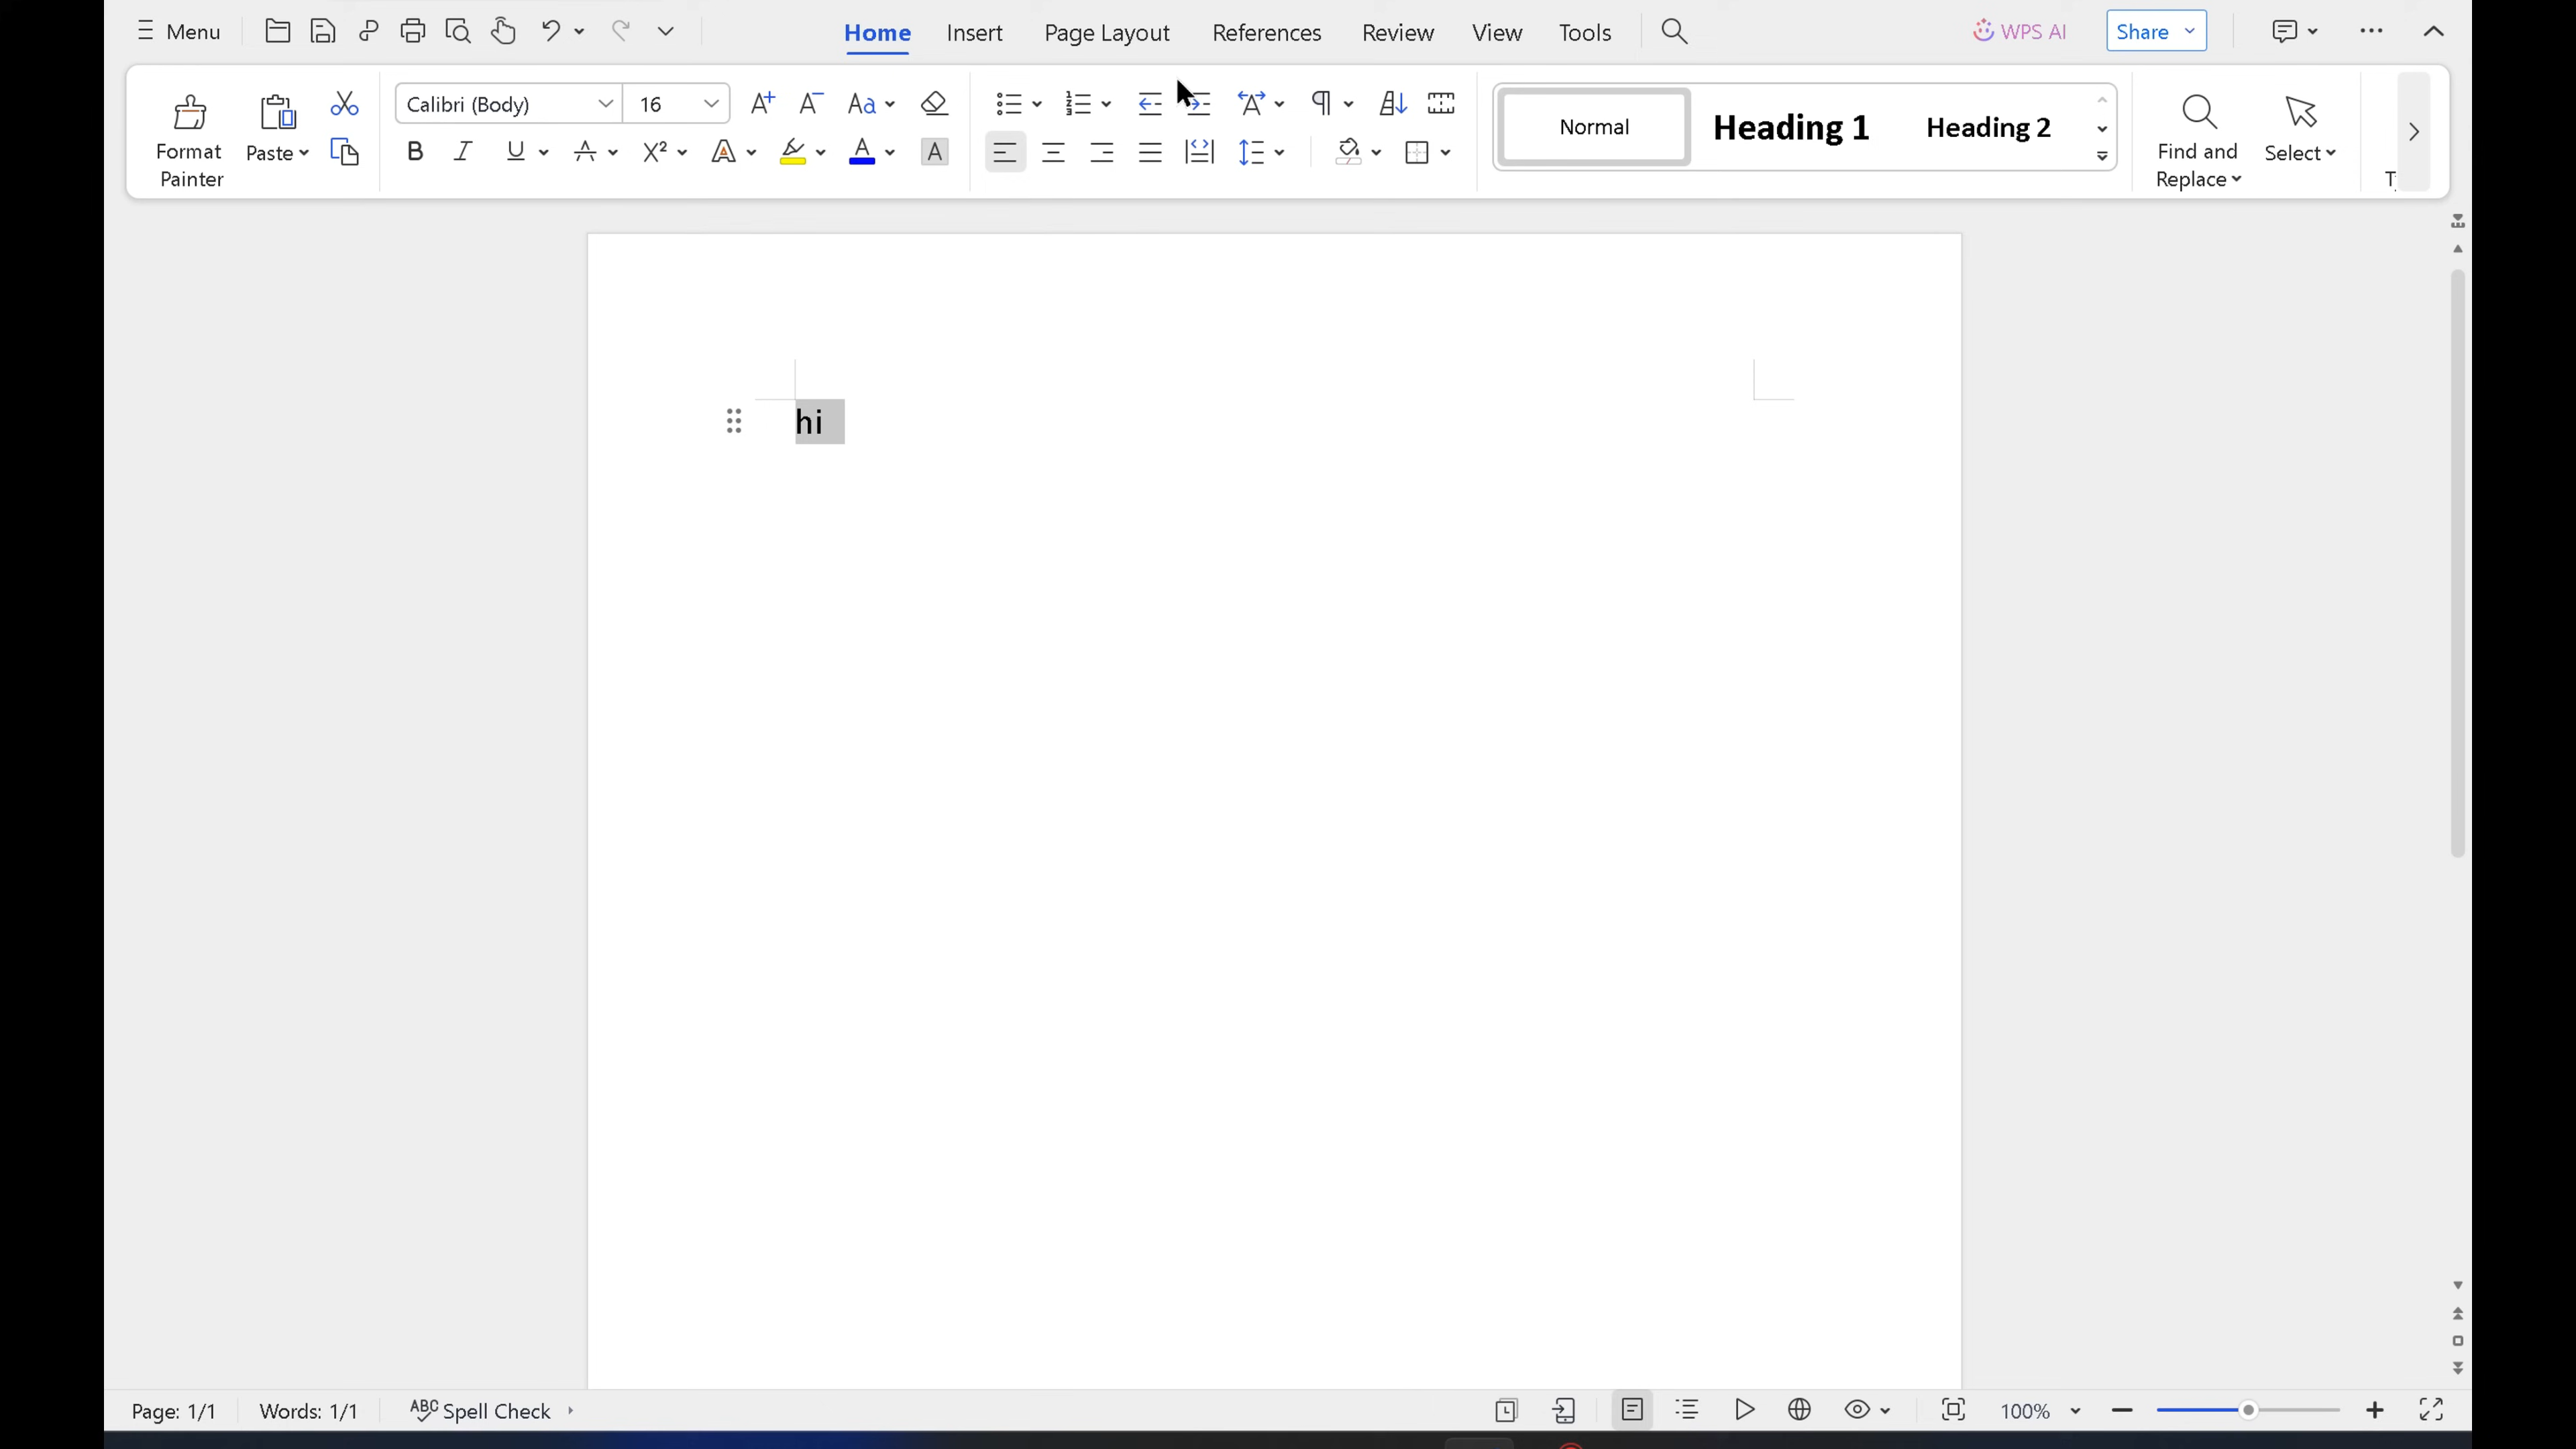 Menu Home Insert Page Layout References Review View Tools WPS AI Share
Calibri (Body) 16 Normal Heading 1 Heading 2
Format Painter Paste Find and Replace Select
hi
Page: 1/1 Words: 1/1 ABC Spell Check 100%